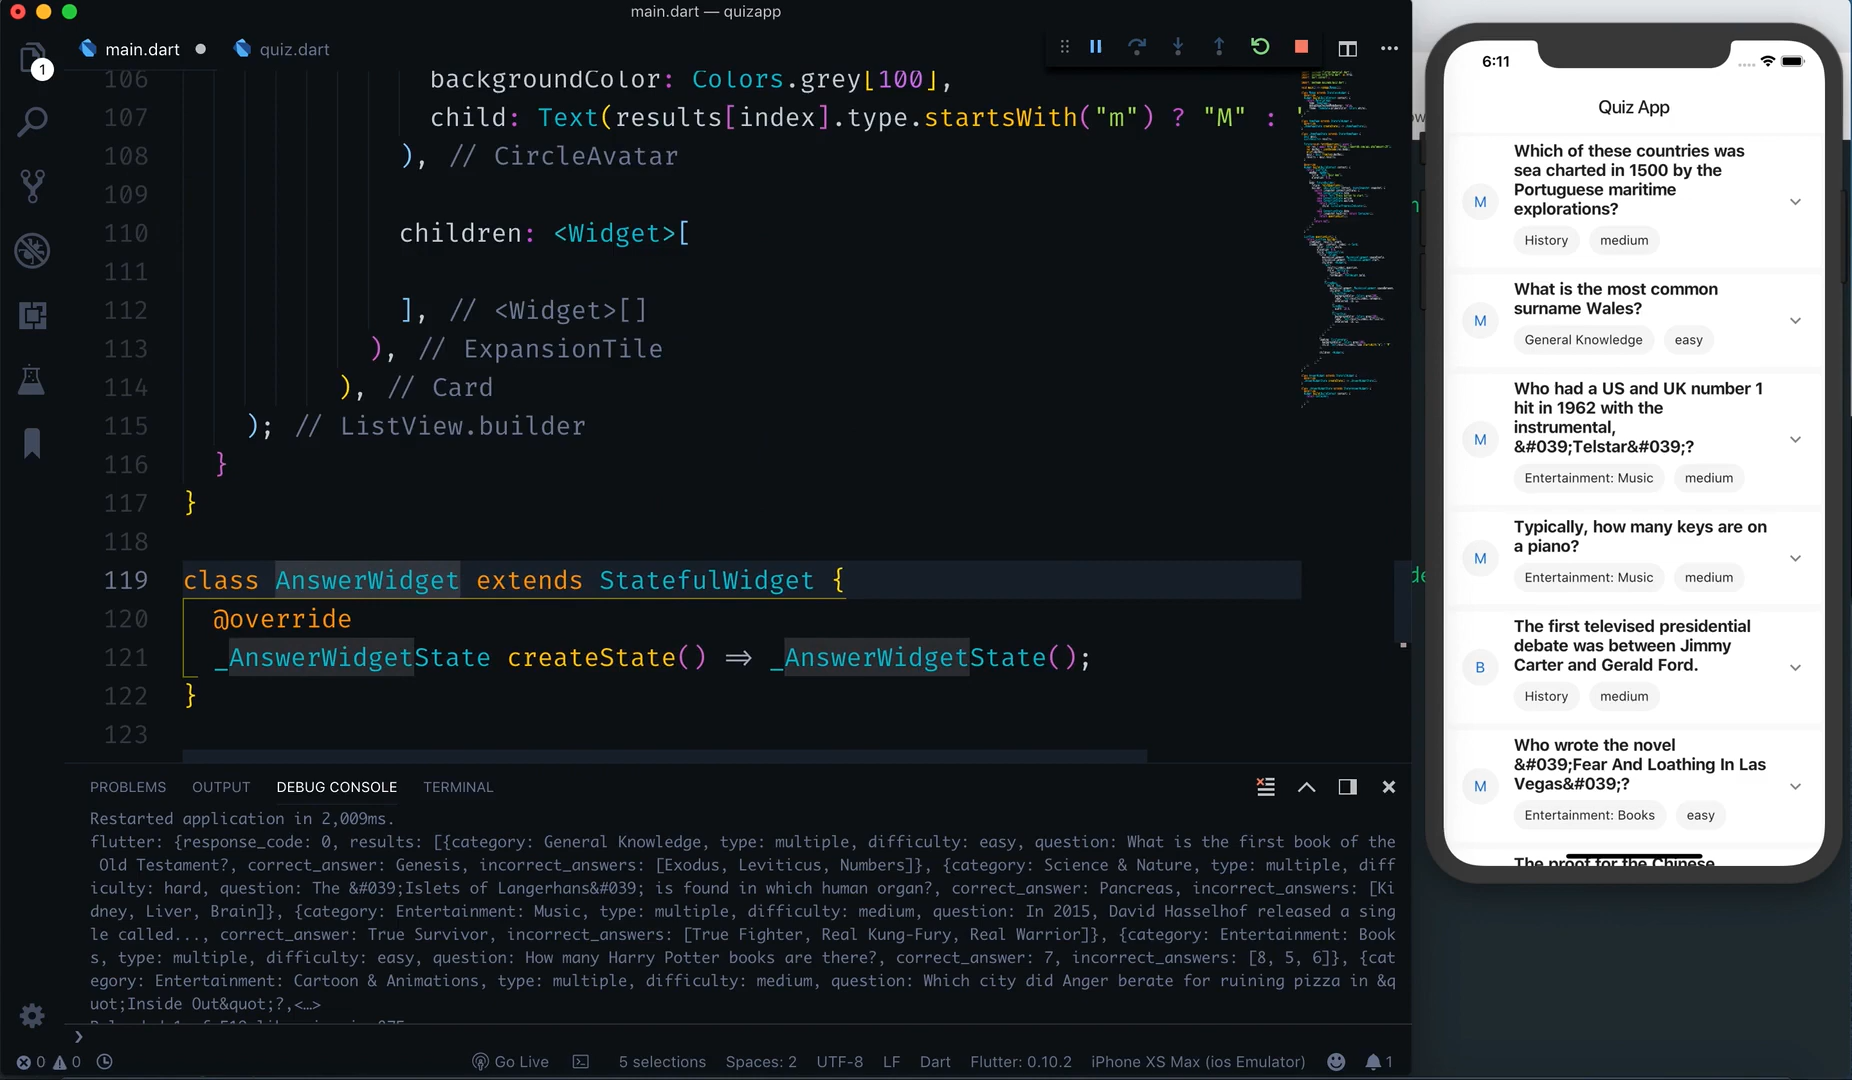 main.dart — quizapp
main.dart
quiz.dart
1
106 backgroundColor: Colors.grey[100],
107 child: Text(results[index].type.startsWith("m") ? "M" : "
108 ), // CircleAvatar
109
110 children: <Widget>[
111
112 ], // <Widget>[]
113 ), // ExpansionTile
114 ), // Card
115 ); // ListView.builder
116 }
117 }
118
119 class AnswerWidget extends StatefulWidget {
120 @override
121 _AnswerWidgetState createState() => _AnswerWidgetState();
122 }
123
PROBLEMS OUTPUT DEBUG CONSOLE TERMINAL
Restarted application in 2,009ms.
flutter: {response_code: 0, results: [{category: General Knowledge, type: multiple, difficulty: easy, question: What is the first book of the
Old Testament?, correct_answer: Genesis, incorrect_answers: [Exodus, Leviticus, Numbers]}, {category: Science & Nature, type: multiple, diff
iculty: hard, question: The &#039;Islets of Langerhans&#039; is found in which human organ?, correct_answer: Pancreas, incorrect_answers: [Ki
dney, Liver, Brain]}, {category: Entertainment: Music, type: multiple, difficulty: medium, question: In 2015, David Hasselhof released a sing
le called..., correct_answer: True Survivor, incorrect_answers: [True Fighter, Real Kung-Fury, Real Warrior]}, {category: Entertainment: Book
s, type: multiple, difficulty: easy, question: How many Harry Potter books are there?, correct_answer: 7, incorrect_answers: [8, 5, 6]}, {cat
egory: Entertainment: Cartoon & Animations, type: multiple, difficulty: medium, question: Which city did Anger berate for ruining pizza in &q
uot;Inside Out&quot;?,<…>
0 0 Go Live 5 selections Spaces: 2 UTF-8 LF Dart Flutter: 0.10.2 iPhone XS Max (ios Emulator) 1
6:11
Quiz App
M
Which of these countries was
sea charted in 1500 by the
Portuguese maritime
explorations?
History medium
M
What is the most common
surname Wales?
General Knowledge easy
M
Who had a US and UK number 1
hit in 1962 with the
instrumental,
&#039;Telstar&#039;?
Entertainment: Music medium
M
Typically, how many keys are on
a piano?
Entertainment: Music medium
B
The first televised presidential
debate was between Jimmy
Carter and Gerald Ford.
History medium
M
Who wrote the novel
&#039;Fear And Loathing In Las
Vegas&#039;?
Entertainment: Books easy
The proof for the Chinese